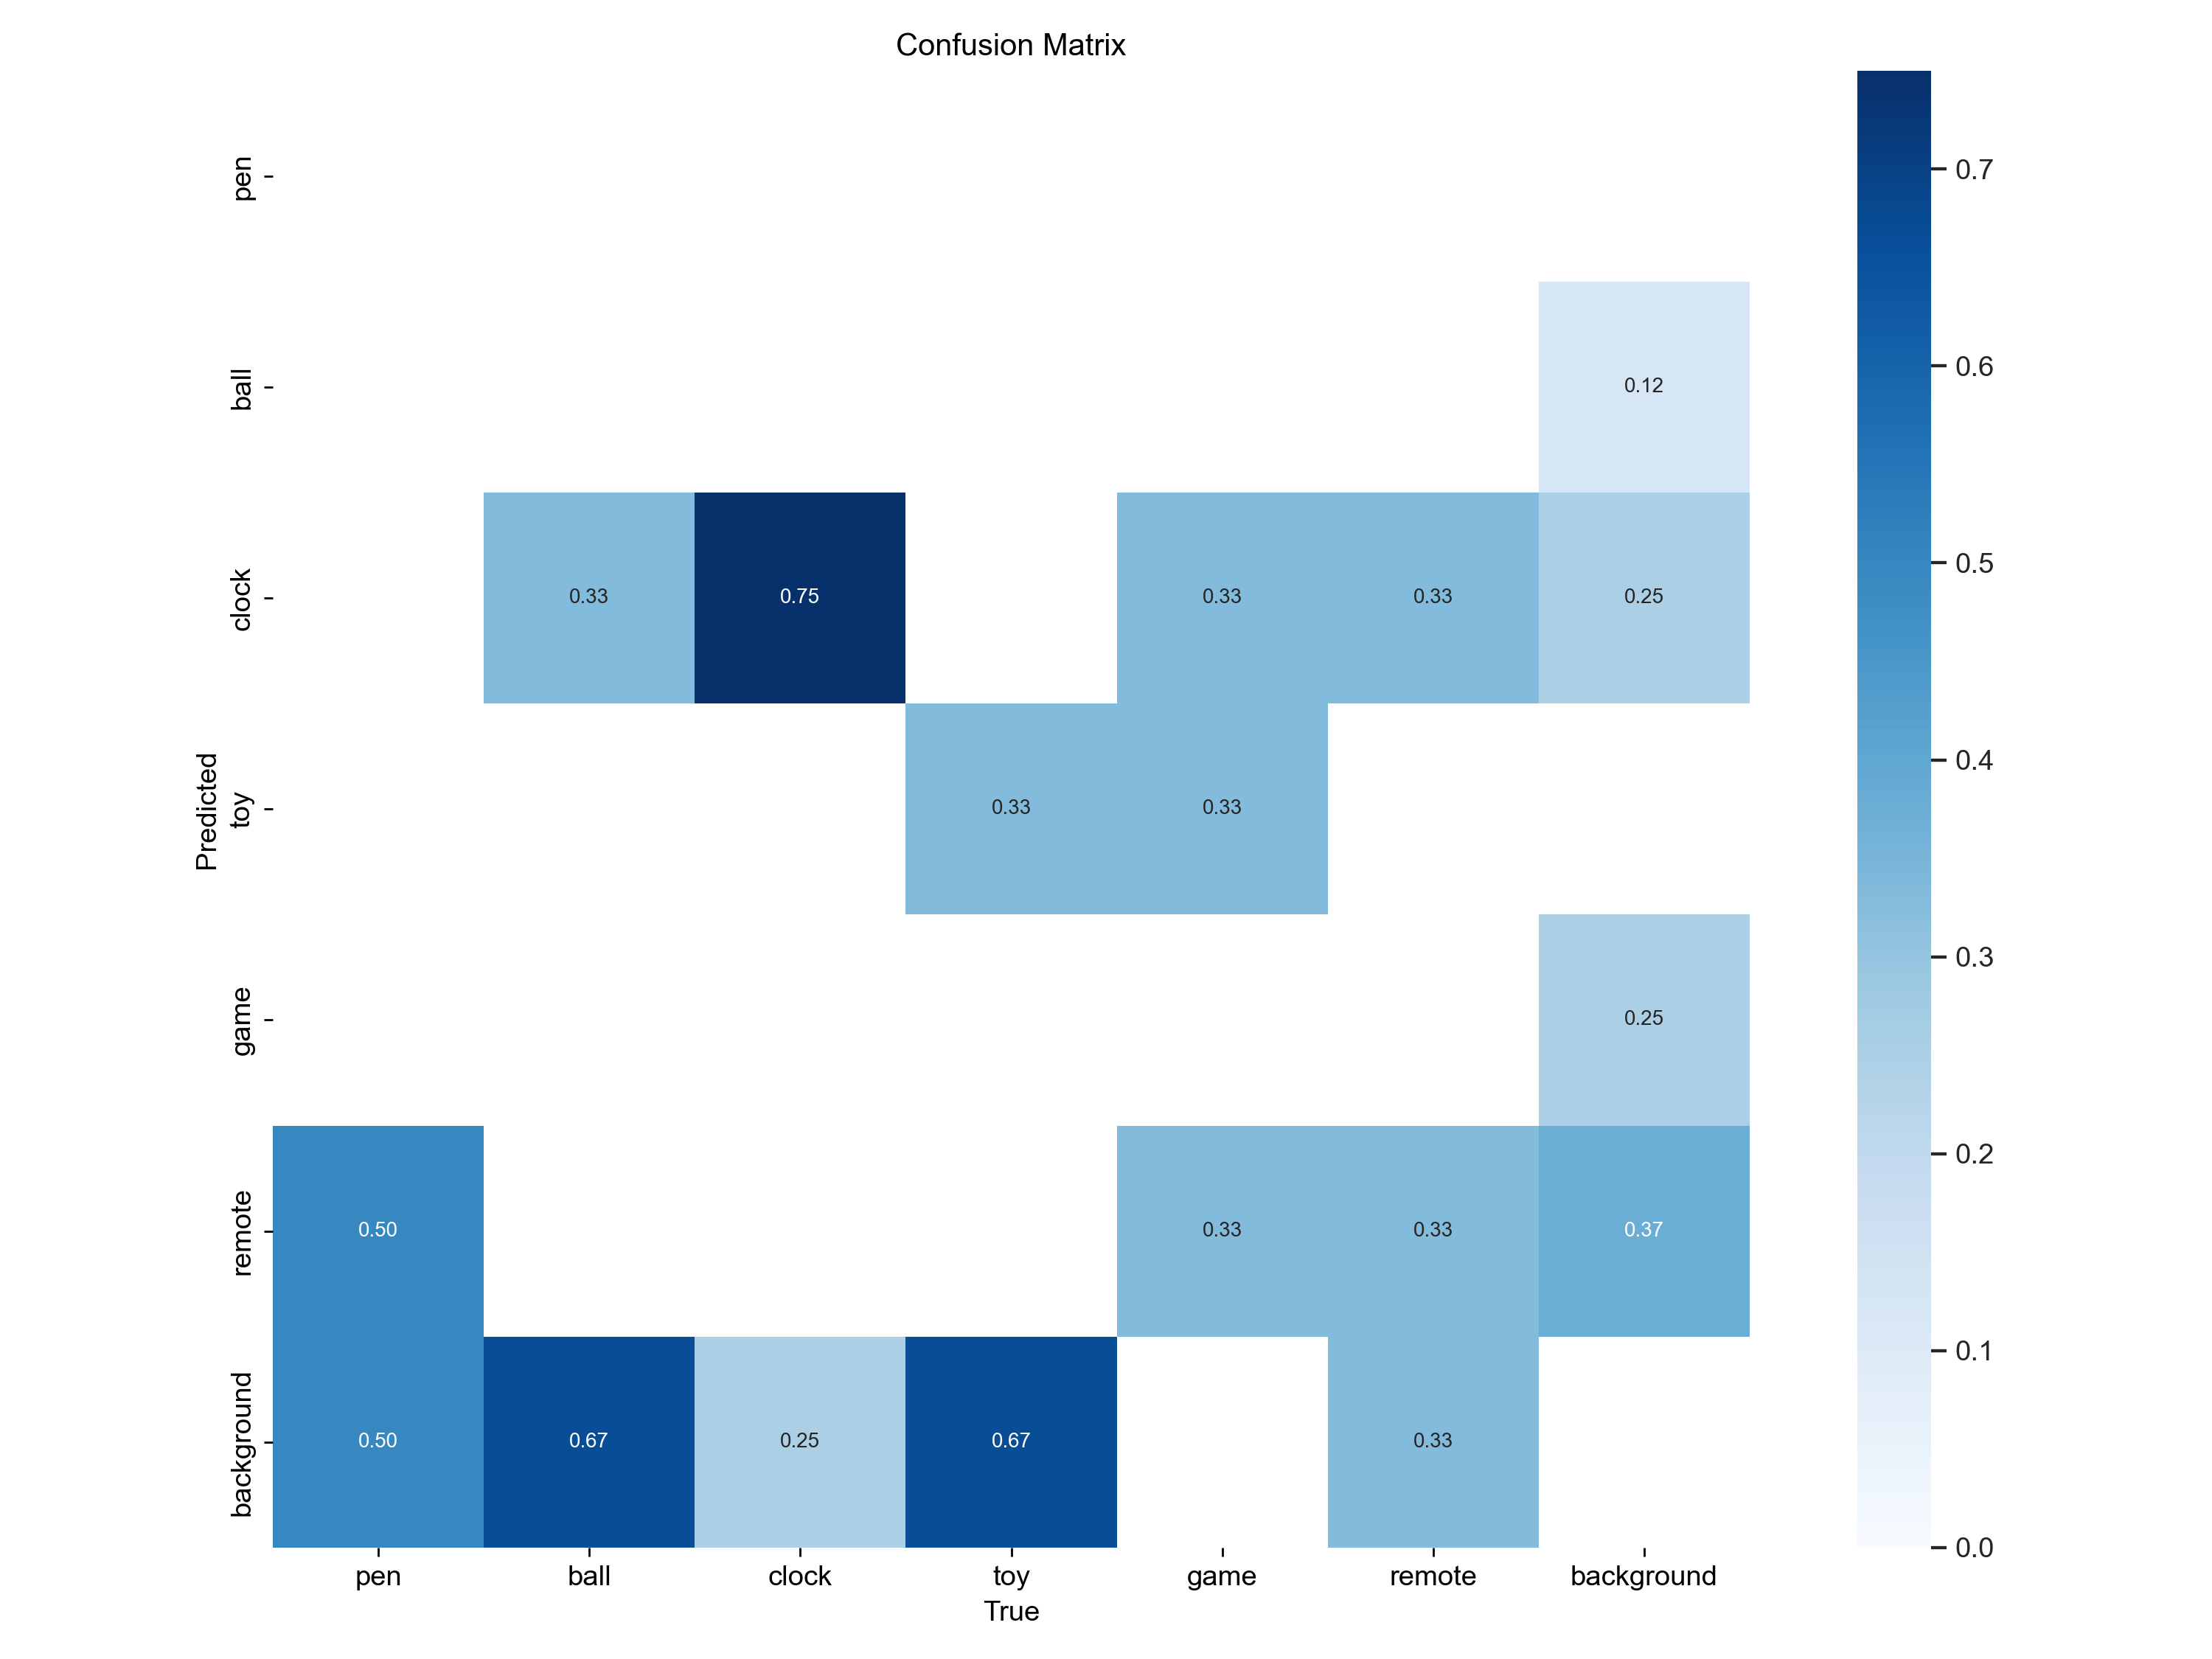 Confusion Matrix
pen
ball
clock
toy
game
remote
background
Predicted
0.12
0.33 0.75 0.33 0.33 0.25
0.33 0.33
0.25
0.50 0.33 0.33 0.37
0.50 0.67 0.25 0.67 0.33
pen ball clock toy game remote background
True
0.7
0.6
0.5
0.4
0.3
0.2
0.1
0.0